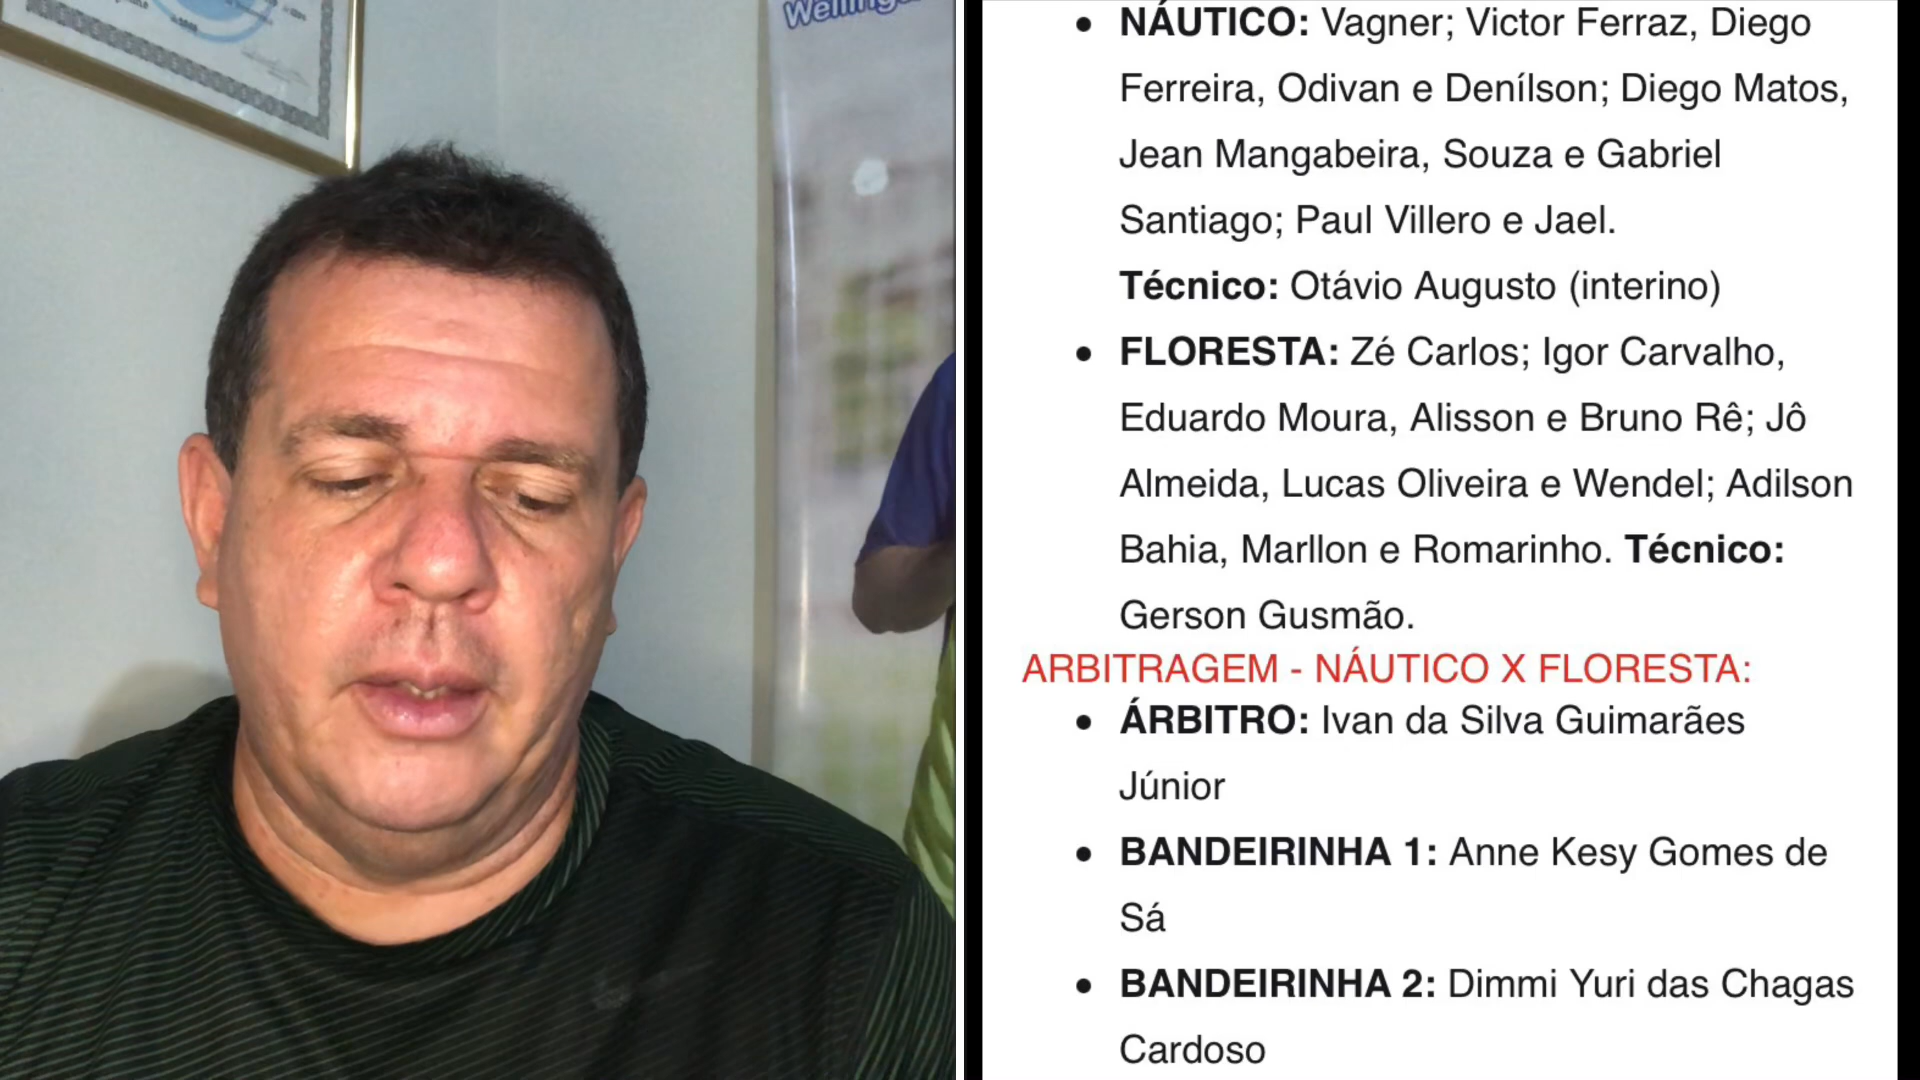 NÁUTICO: Vagner; Victor Ferraz, Diego
Ferreira, Odivan e Denílson; Diego Matos,
Jean Mangabeira, Souza e Gabriel
Santiago; Paul Villero e Jael.
Técnico: Otávio Augusto (interino)
FLORESTA: Zé Carlos; Igor Carvalho,
Eduardo Moura, Alisson e Bruno Rê; Jô
Almeida, Lucas Oliveira e Wendel; Adilson
Bahia, Marllon e Romarinho. Técnico:
Gerson Gusmão.
ARBITRAGEM - NÁUTICO X FLORESTA:
ÁRBITRO: Ivan da Silva Guimarães
Júnior
BANDEIRINHA 1: Anne Kesy Gomes de
Sá
BANDEIRINHA 2: Dimmi Yuri das Chagas
Cardoso